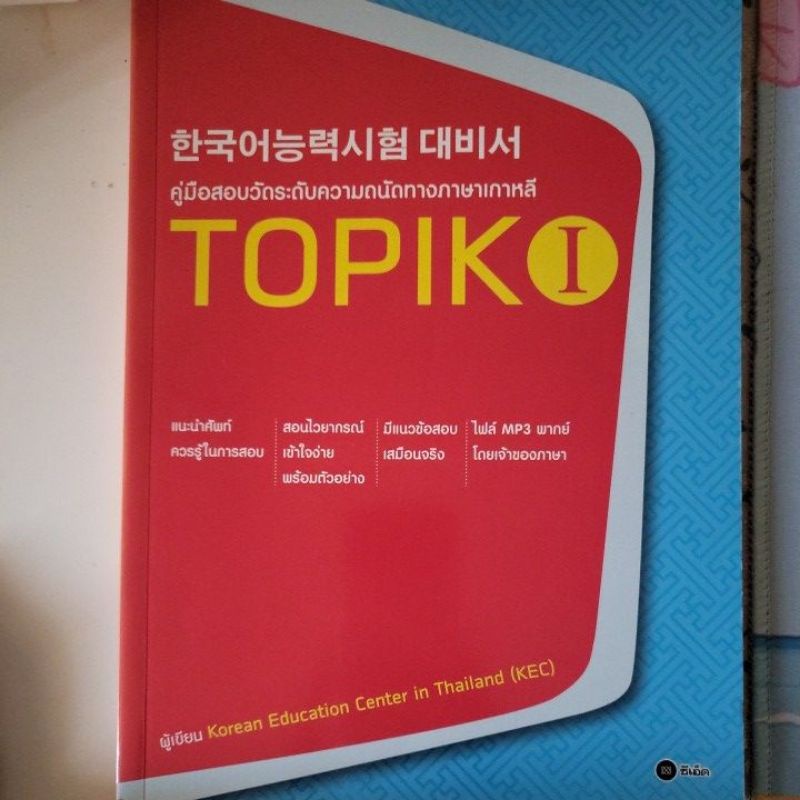 한국어능력시험 대비서
คู่มือสอบวัดระดับความถนัดทางภาษาเกาหลี
TOPIK I
แนะนำศัพท์
ควรรู้ในการสอบ
สอนไวยากรณ์
เข้าใจง่าย
พร้อมตัวอย่าง
มีแนวข้อสอบ
เสมือนจริง
ไฟล์ MP3 พากย์
โดยเจ้าของภาษา
ผู้เขียน Korean Education Center in Thailand (KEC)
ซีเอ็ด